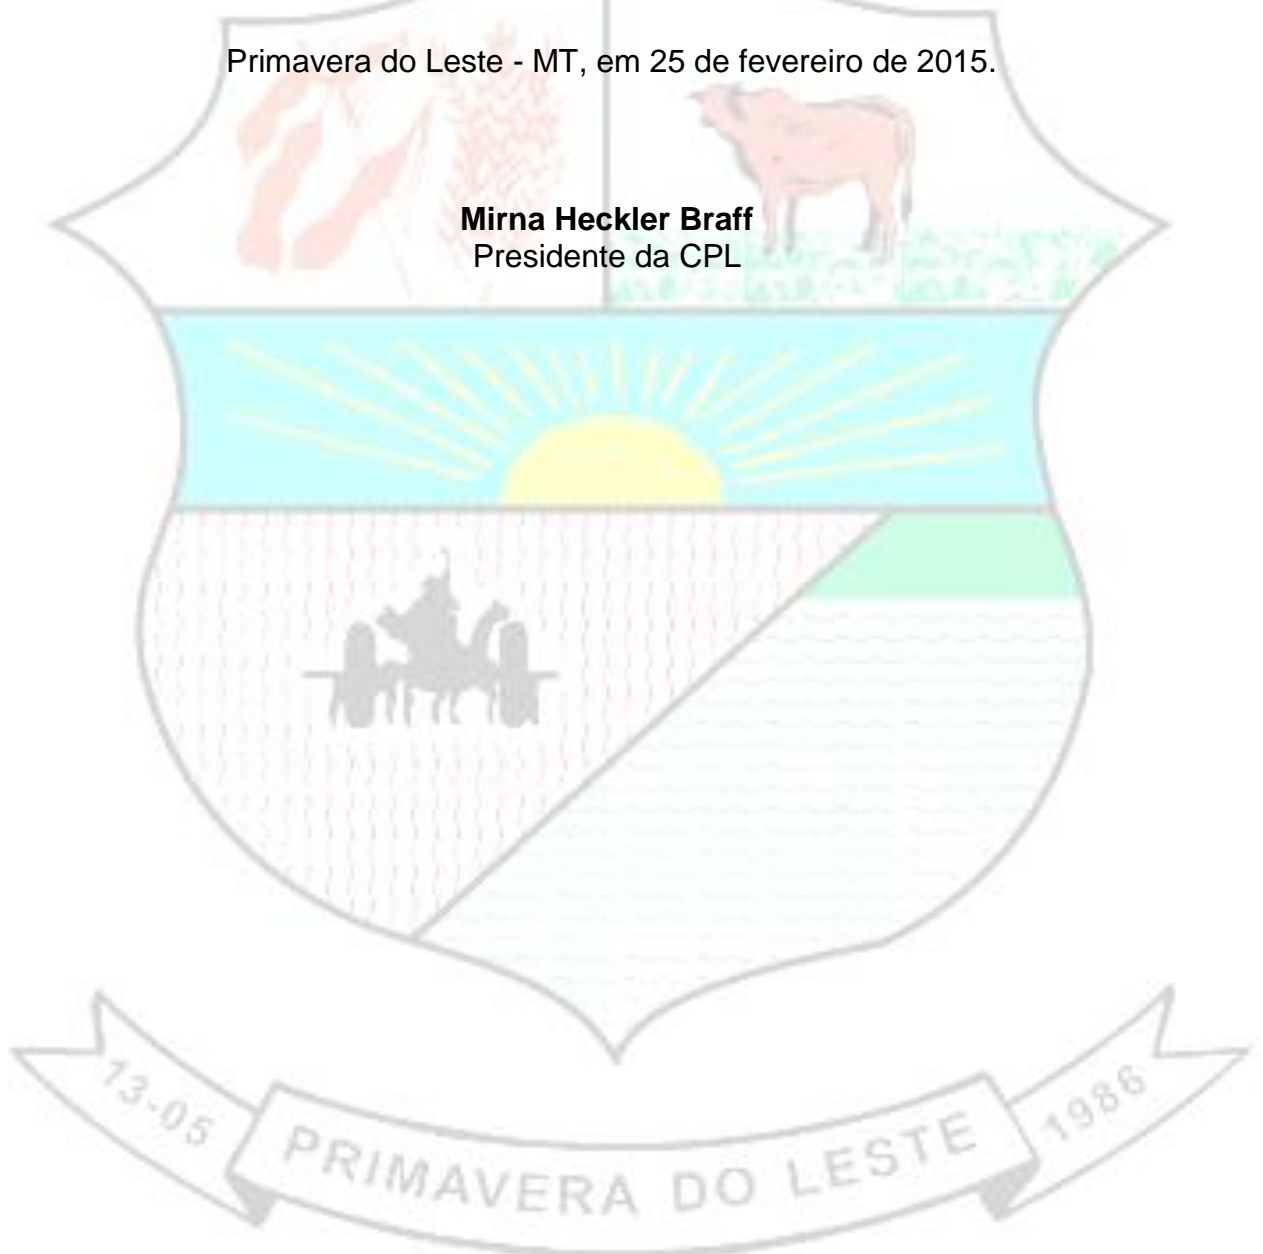 Primavera do Leste - MT, em 25 de fevereiro de 2015.
Mirna Heckler Braff
Presidente da CPL
13-05
PRIMAVERA DO LESTE
1986